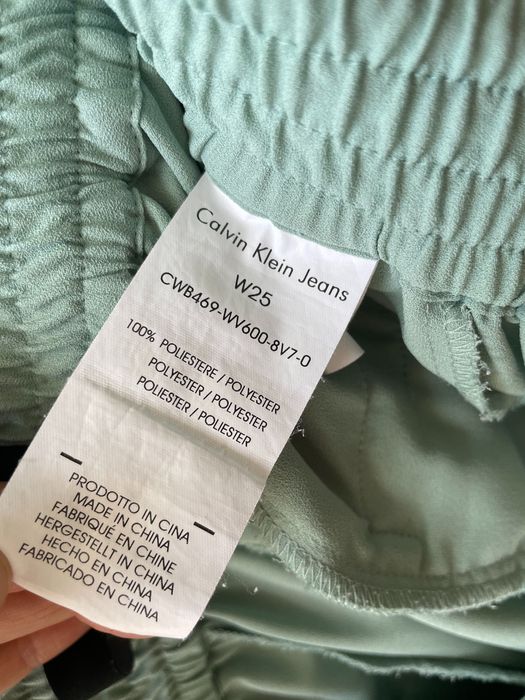 Calvin Klein Jeans
W25
CWB469-WV600-8V7-0
100% POLIESTERE / POLYESTER
POLYESTER / POLYESTER
POLIESTER / POLIESTER
PRODOTTO IN CINA
MADE IN CHINA
FABRIQUÉ EN CHINE
HERGESTELLT IN CHINA
HECHO EN CHINA
FABRICADO EN CHINA